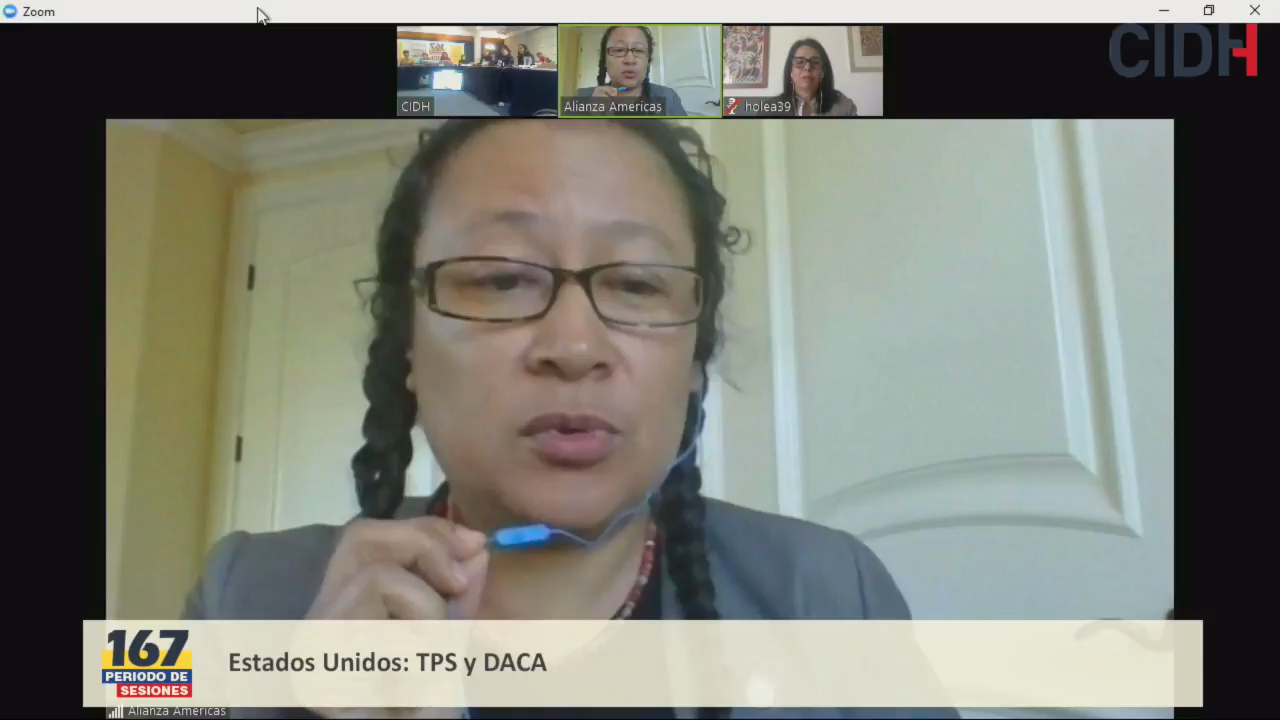 Zoom
CIDH
CIDH
Alianza Americas
holea39
167
PERIODO DE
SESIONES
Estados Unidos: TPS y DACA
Alianza Americas